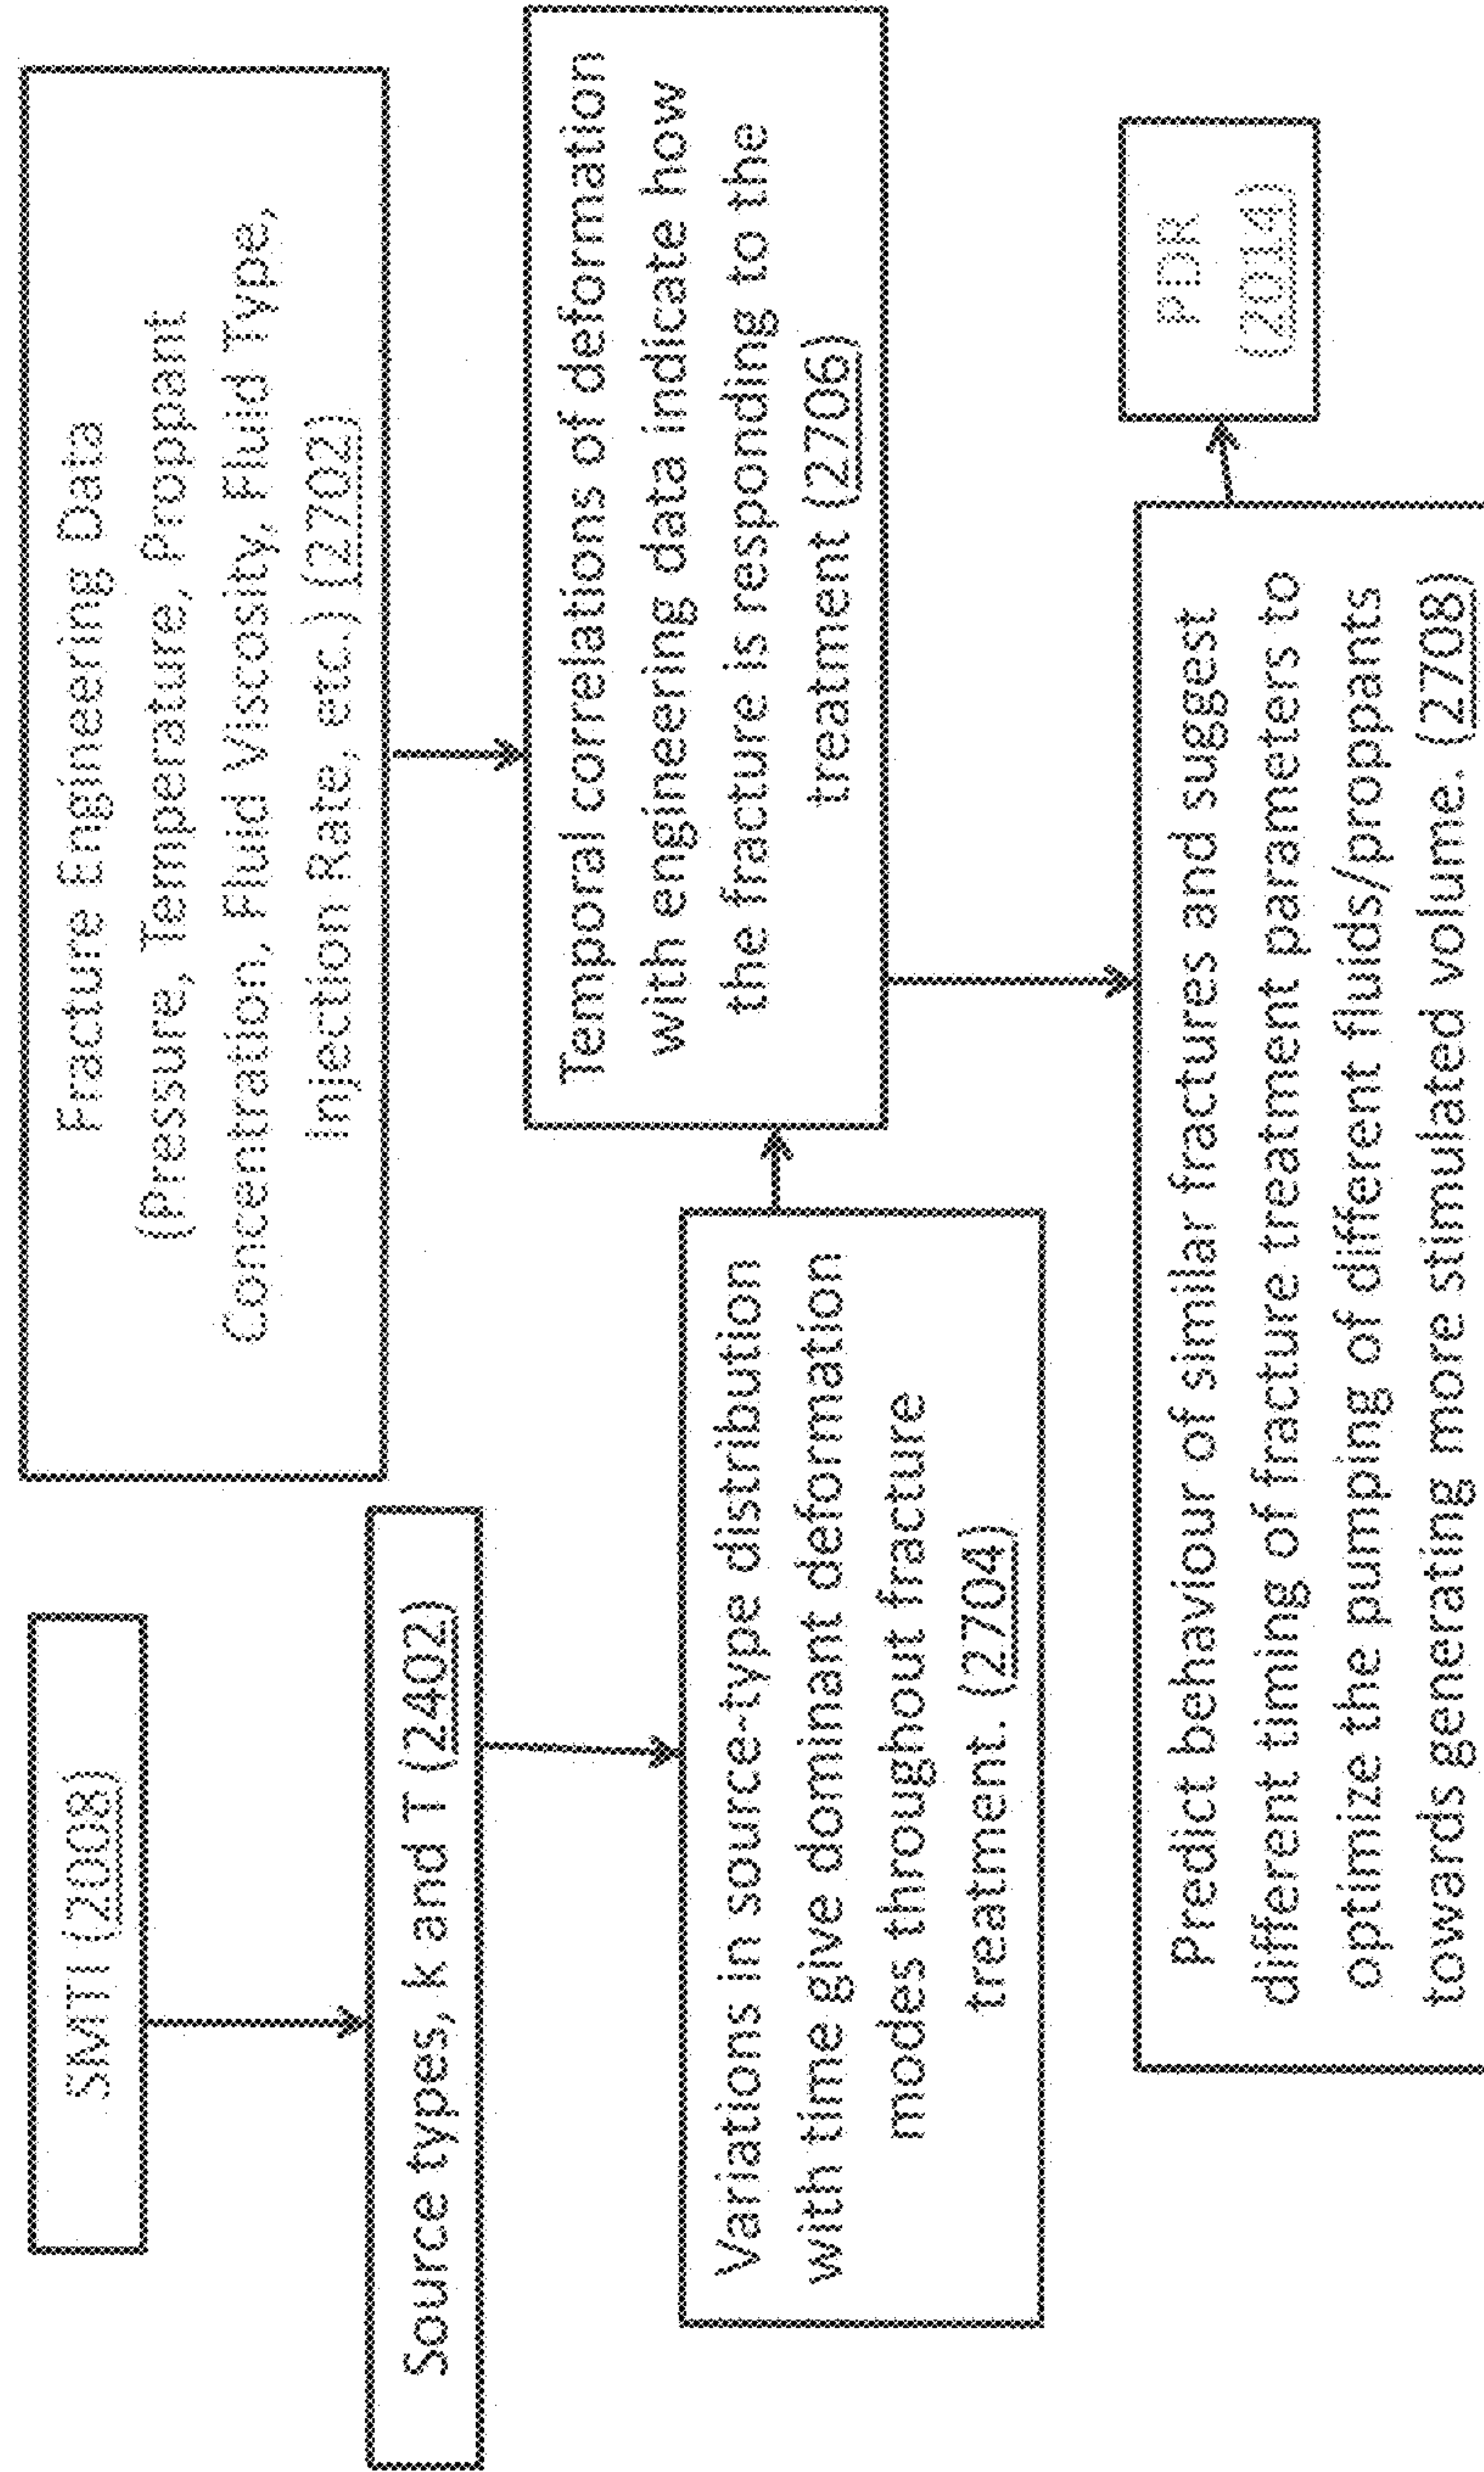 SMTI (2008)
Source types, k and T (2402)
Variations in source-type distribution
with time give dominant deformation
modes throughout fracture
treatment. (2704)
Fracture Engineering Data
(Pressure, Temperature, Proppant
Concentration, Fluid Viscosity, Fluid Type,
Injection Rate, etc.) (2702)
Temporal correlations of deformation
with engineering data indicate how
the fracture is responding to the
treatment (2706)
Predict behaviour of similar fractures and suggest
different timing of fracture treatment parameters to
optimize the pumping of different fluids/proppants
towards generating more stimulated volume. (2708)
PDR
(2014)